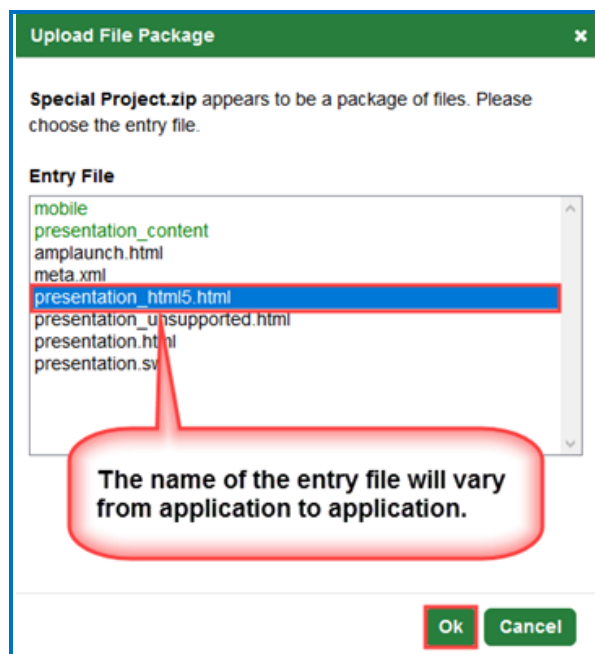 Upload File Package
Special Project.zip appears to be a package of files. Please
choose the entry file.
Entry File
mobile
presentation_content
amplaunch.html
meta.xml
presentation_html5.html
presentation_unsupported.html
presentation.html
The name of the entry file will vary
from application to application.
Ok
Cancel